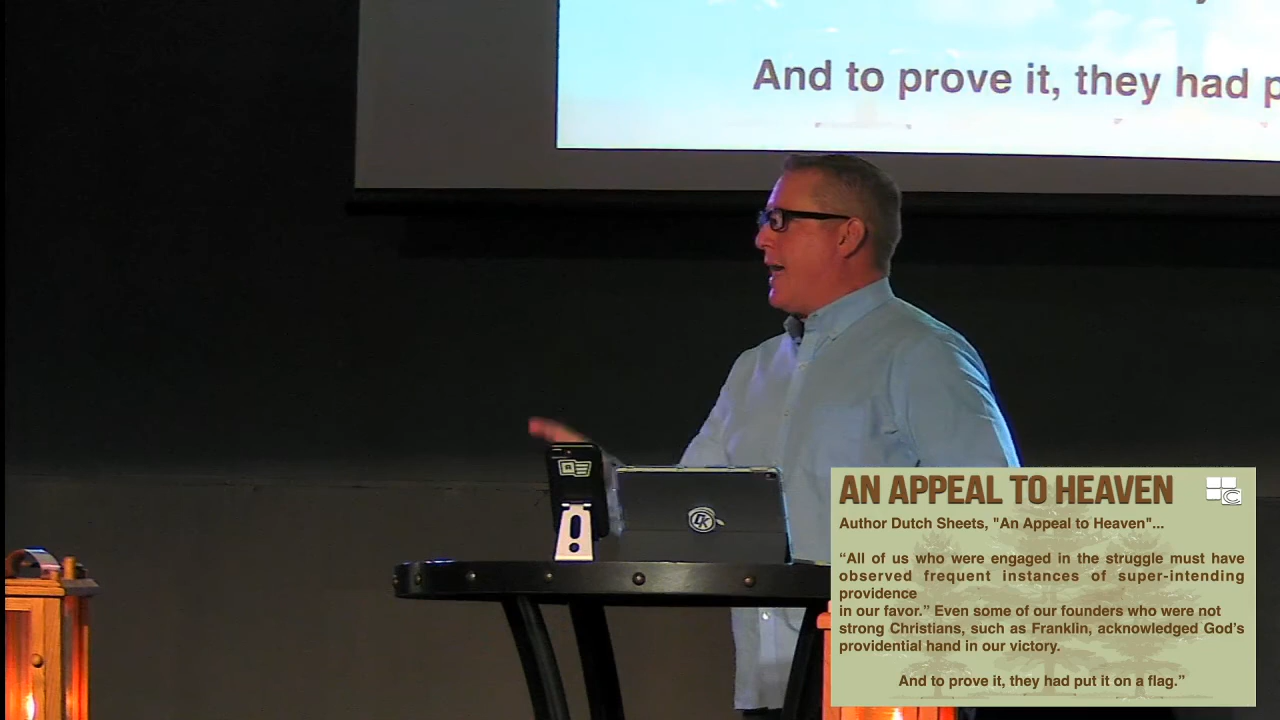 And to prove it, they had p
CK
AN APPEAL TO HEAVEN
C
Author Dutch Sheets, "An Appeal to Heaven"...
“All of us who were engaged in the struggle must have
observed frequent instances of super-intending
providence
in our favor.” Even some of our founders who were not
strong Christians, such as Franklin, acknowledged God’s
providential hand in our victory.
And to prove it, they had put it on a flag.”